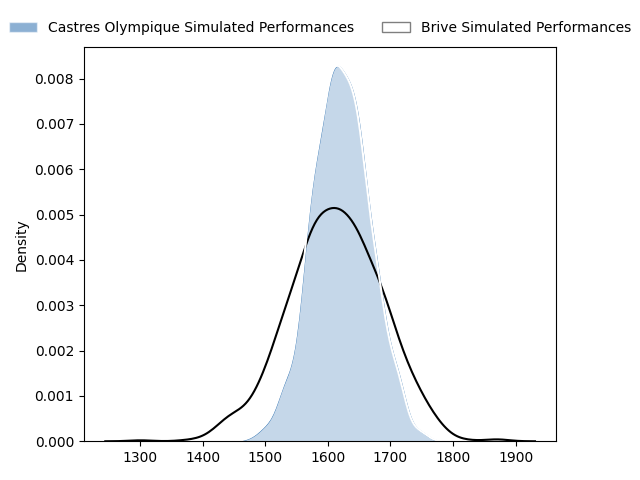 Castres Olympique Simulated Performances
Brive Simulated Performances
0.008
0.007
0.006
0.005
0.004
0.003
0.002
0.001
0.000
Density
1300 1400 1500 1600 1700 1800 1900